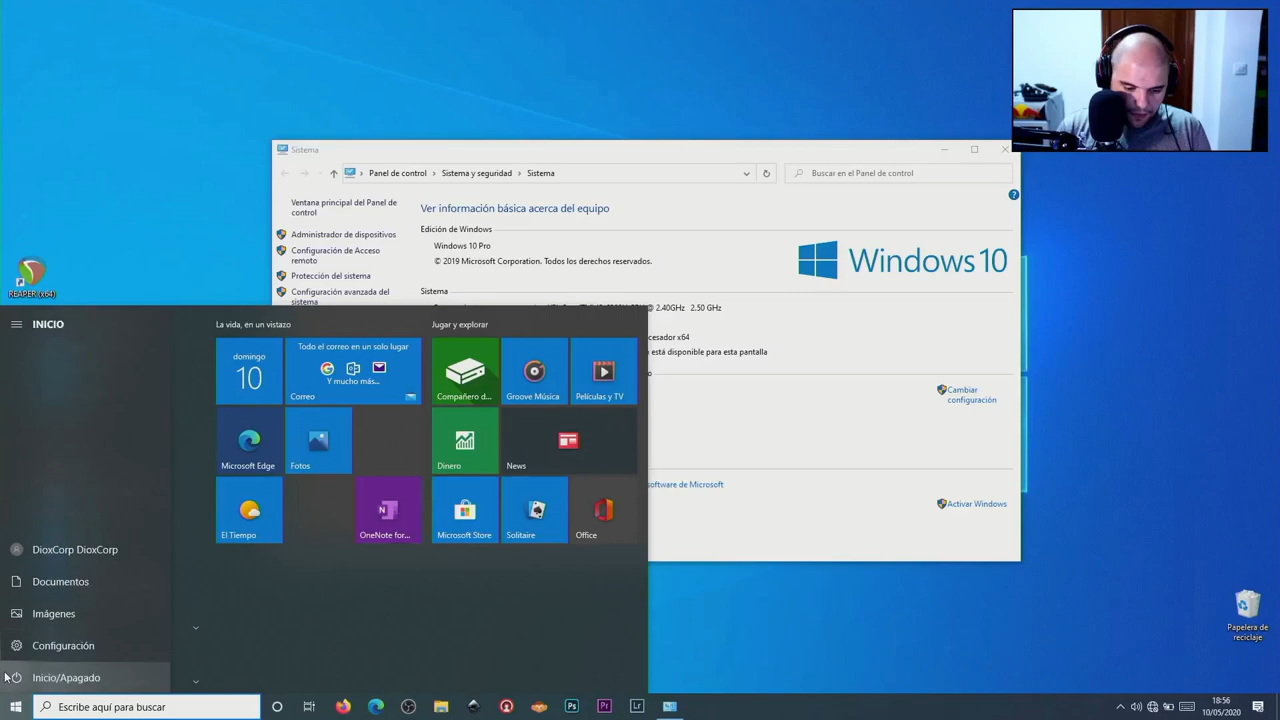 Sistema
Panel de control
Sistema y seguridad
Sistema
Buscar en el Panel de control
Ventana principal del Panel de
control
Administrador de dispositivos
Configuración de Acceso
remoto
Protección del sistema
Configuración avanzada del
sistema
Ver información básica acerca del equipo
Edición de Windows
Windows 10 Pro
© 2019 Microsoft Corporation. Todos los derechos reservados.
Windows 10
Sistema
@ 2.40GHz 2.50 GHz
x64
está disponible para esta pantalla
Cambiar
configuración
software de Microsoft
Activar Windows
REAPER (x64)
INICIO
DioxCorp DioxCorp
Documentos
Imágenes
Configuración
Inicio/Apagado
La vida, en un vistazo
domingo
10
Todo el correo en un solo lugar
Y mucho más...
Correo
Microsoft Edge
Fotos
El Tiempo
OneNote for...
Jugar y explorar
Compañero d...
Groove Música
Películas y TV
Dinero
News
Microsoft Store
Solitaire
Office
Papelera de
reciclaje
Escribe aquí para buscar
Ps
Pr
Lr
18:56
10/05/2020